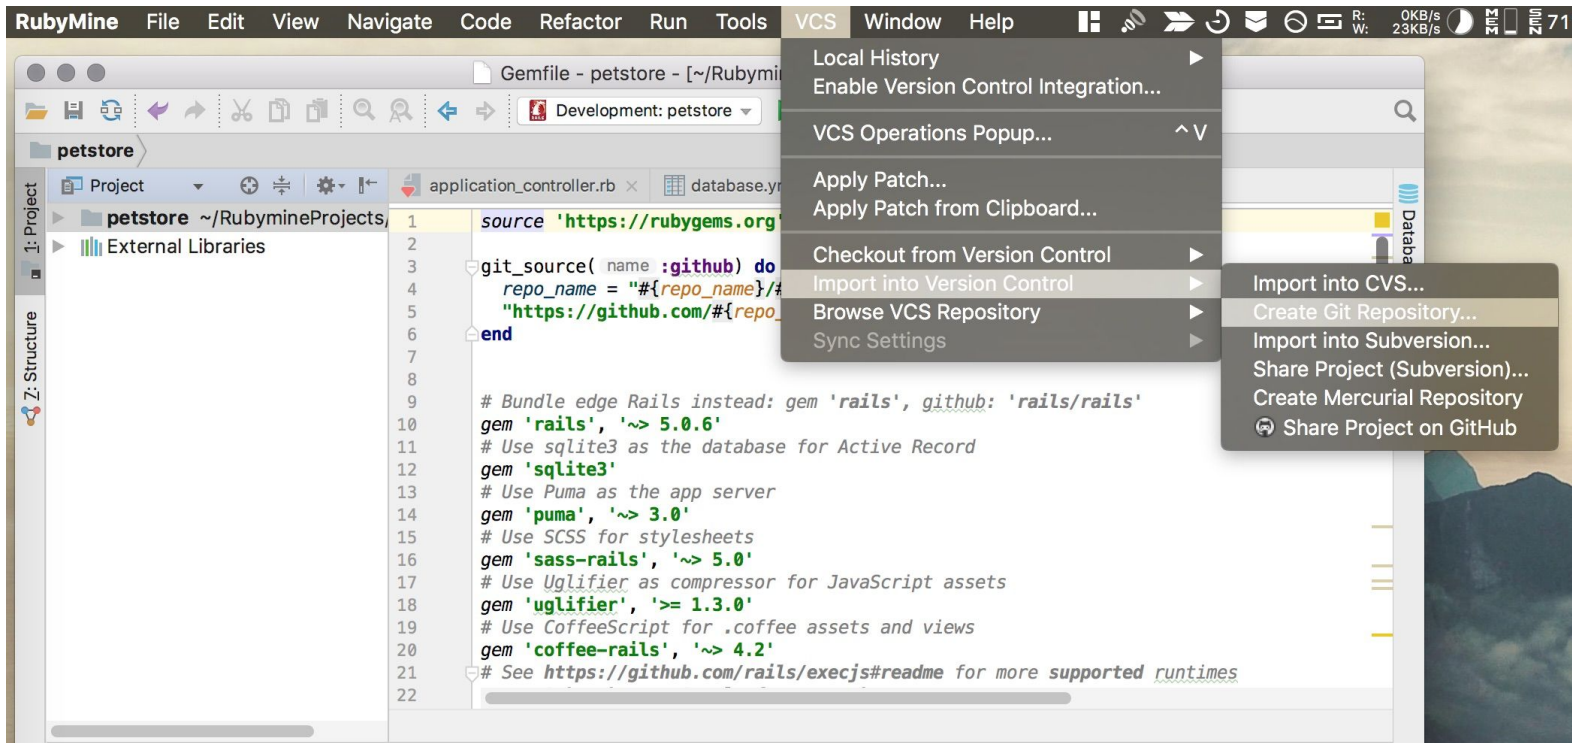 RubyMine File Edit View Navigate Code Refactor Run Tools VCS Window Help R: W: 0KB/s 23KB/s MEM SEN 71
Gemfile - petstore - [~/Rubymi
Development: petstore
petstore
1: Project
Z: Structure
Project
petstore ~/RubymineProjects/
External Libraries
application_controller.rb
database.y
1 source 'https://rubygems.org'
2
3 git_source( name :github) do
4 repo_name = "#{repo_name}/#
5 "https://github.com/#{repo_
6 end
7
8
9 # Bundle edge Rails instead: gem 'rails', github: 'rails/rails'
10 gem 'rails', '~> 5.0.6'
11 # Use sqlite3 as the database for Active Record
12 gem 'sqlite3'
13 # Use Puma as the app server
14 gem 'puma', '~> 3.0'
15 # Use SCSS for stylesheets
16 gem 'sass-rails', '~> 5.0'
17 # Use Uglifier as compressor for JavaScript assets
18 gem 'uglifier', '>= 1.3.0'
19 # Use CoffeeScript for .coffee assets and views
20 gem 'coffee-rails', '~> 4.2'
21 # See https://github.com/rails/execjs#readme for more supported runtimes
22
Local History
Enable Version Control Integration...
VCS Operations Popup... ^V
Apply Patch...
Apply Patch from Clipboard...
Checkout from Version Control
Import into Version Control
Browse VCS Repository
Sync Settings
Import into CVS...
Create Git Repository...
Import into Subversion...
Share Project (Subversion)...
Create Mercurial Repository
Share Project on GitHub
Databa